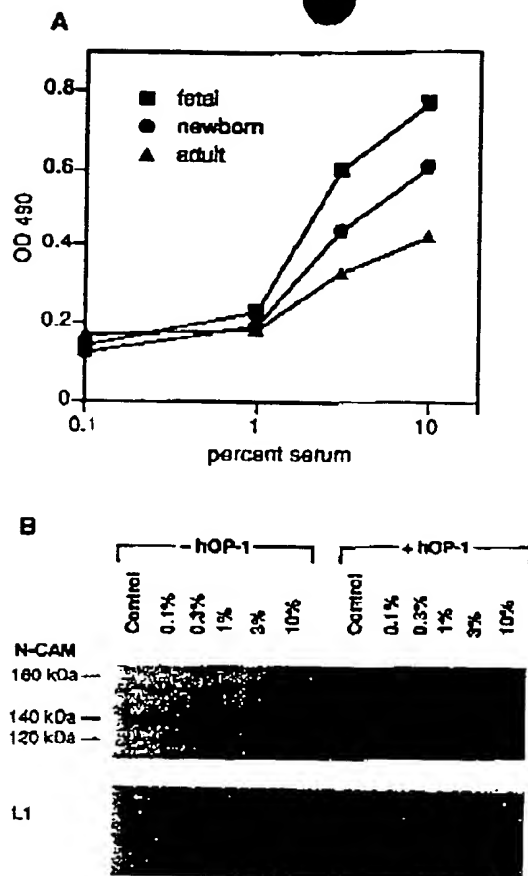 A
0.8
0.6
0.4
0.2
0
OD 490
fetal
newborn
adult
0.1 1 10
percent serum
B
- hOP-1 + hOP-1
Control 0.1% 0.3% 1% 3% 10% Control 0.1% 0.3% 1% 3% 10%
N-CAM
180 kDa
140 kDa
120 kDa
L1